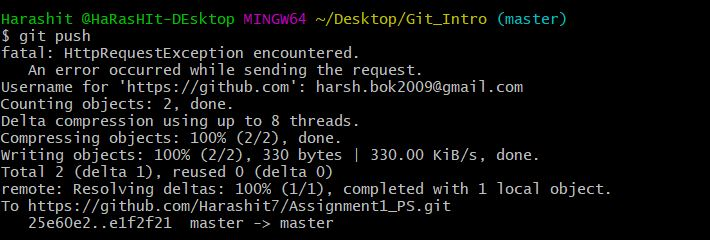 Harashit @HaRasHIt-DEsktop MINGW64 ~/Desktop/Git_Intro (master)
$ git push
fatal: HttpRequestException encountered.
   An error occurred while sending the request.
Username for 'https://github.com': harsh.bok2009@gmail.com
Counting objects: 2, done.
Delta compression using up to 8 threads.
Compressing objects: 100% (2/2), done.
Writing objects: 100% (2/2), 330 bytes | 330.00 KiB/s, done.
Total 2 (delta 1), reused 0 (delta 0)
remote: Resolving deltas: 100% (1/1), completed with 1 local object.
To https://github.com/Harashit7/Assignment1_PS.git
   25e60e2..e1f2f21  master -> master